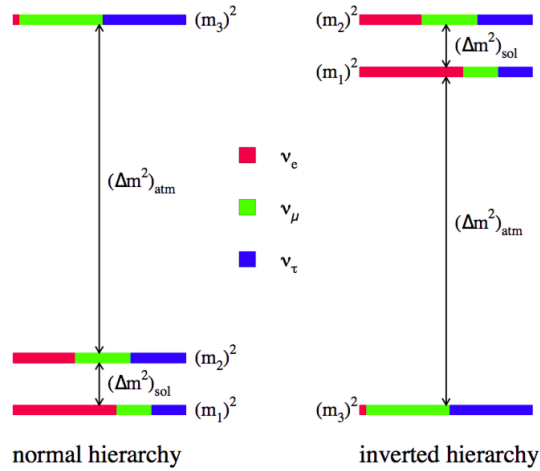 (m₃)²
(m₂)²
(Δm²)sol
(m₁)²
(Δm²)atm
νe
νμ
ντ
(Δm²)atm
(m₂)²
(Δm²)sol
(m₁)²
(m₃)²
normal hierarchy
inverted hierarchy